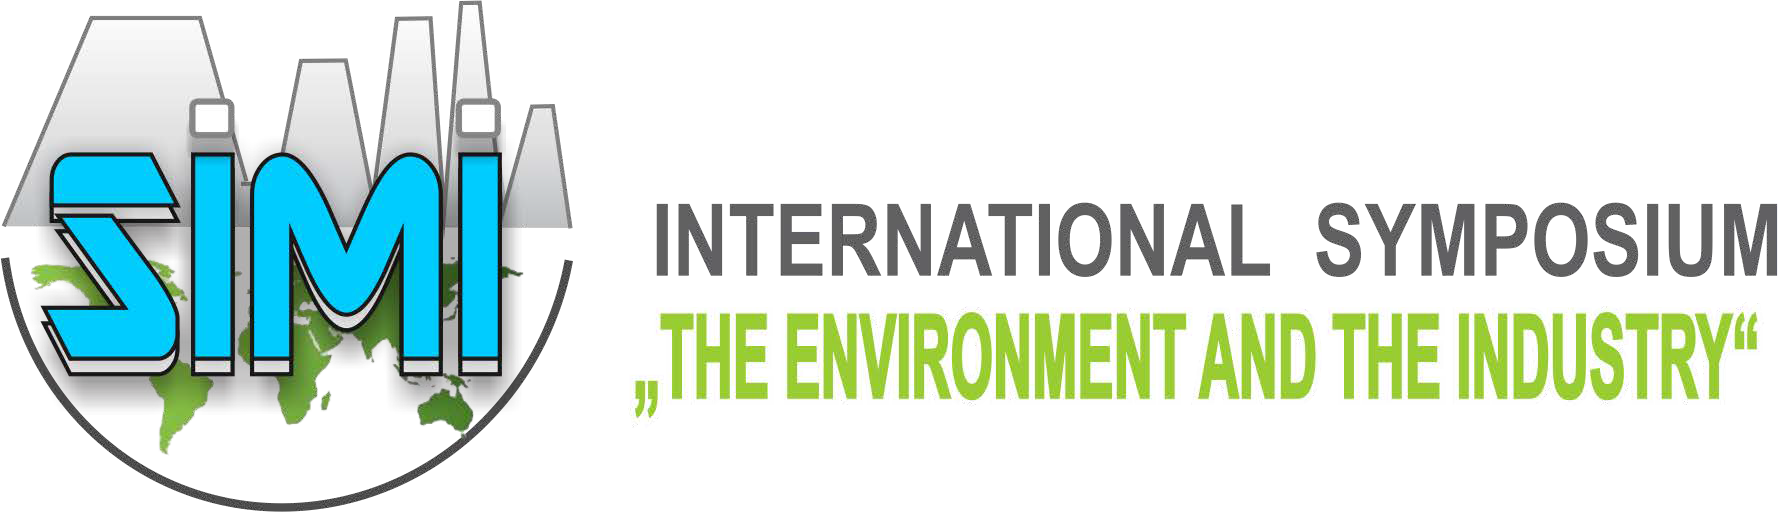 SIMI
INTERNATIONAL SYMPOSIUM
„THE ENVIRONMENT AND THE INDUSTRY“